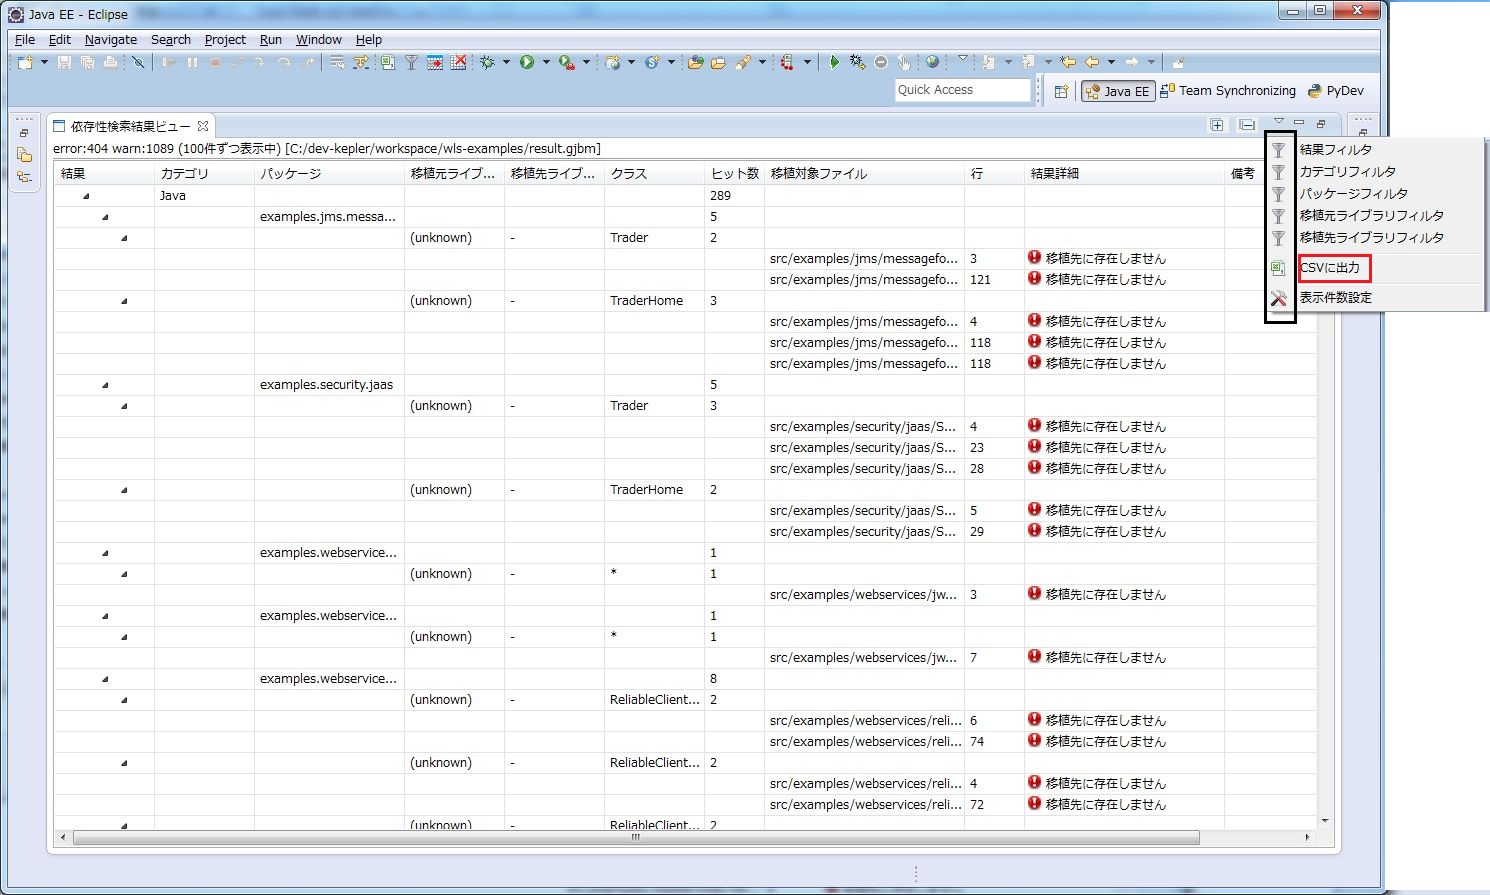 Java EE - Eclipse
File Edit Navigate Search Project Run Window Help
Quick Access
Java EE Team Synchronizing PyDev
依存性検索結果ビュー
error:404 warn:1089 (100件ずつ表示中) [C:/dev-kepler/workspace/wls-examples/result.gjbm]
結果 カテゴリ パッケージ 移植元ライブ... 移植先ライブ... クラス ヒット数 移植対象ファイル 行 結果詳細 備考
Java 289
examples.jms.messa... 5
(unknown) - Trader 2
src/examples/jms/messagefo... 3 移植先に存在しません
src/examples/jms/messagefo... 121 移植先に存在しません
(unknown) - TraderHome 3
src/examples/jms/messagefo... 4 移植先に存在しません
src/examples/jms/messagefo... 118 移植先に存在しません
src/examples/jms/messagefo... 118 移植先に存在しません
examples.security.jaas 5
(unknown) - Trader 3
src/examples/security/jaas/S... 4 移植先に存在しません
src/examples/security/jaas/S... 23 移植先に存在しません
src/examples/security/jaas/S... 28 移植先に存在しません
(unknown) - TraderHome 2
src/examples/security/jaas/S... 5 移植先に存在しません
src/examples/security/jaas/S... 29 移植先に存在しません
examples.webservice... 1
(unknown) - * 1
src/examples/webservices/jw... 3 移植先に存在しません
examples.webservice... 1
(unknown) - * 1
src/examples/webservices/jw... 7 移植先に存在しません
examples.webservice... 8
(unknown) - ReliableClient... 2
src/examples/webservices/reli... 6 移植先に存在しません
src/examples/webservices/reli... 74 移植先に存在しません
(unknown) - ReliableClient... 2
src/examples/webservices/reli... 4 移植先に存在しません
src/examples/webservices/reli... 72 移植先に存在しません
(unknown) - ReliableClient... 2
結果フィルタ
カテゴリフィルタ
パッケージフィルタ
移植元ライブラリフィルタ
移植先ライブラリフィルタ
CSVに出力
表示件数設定